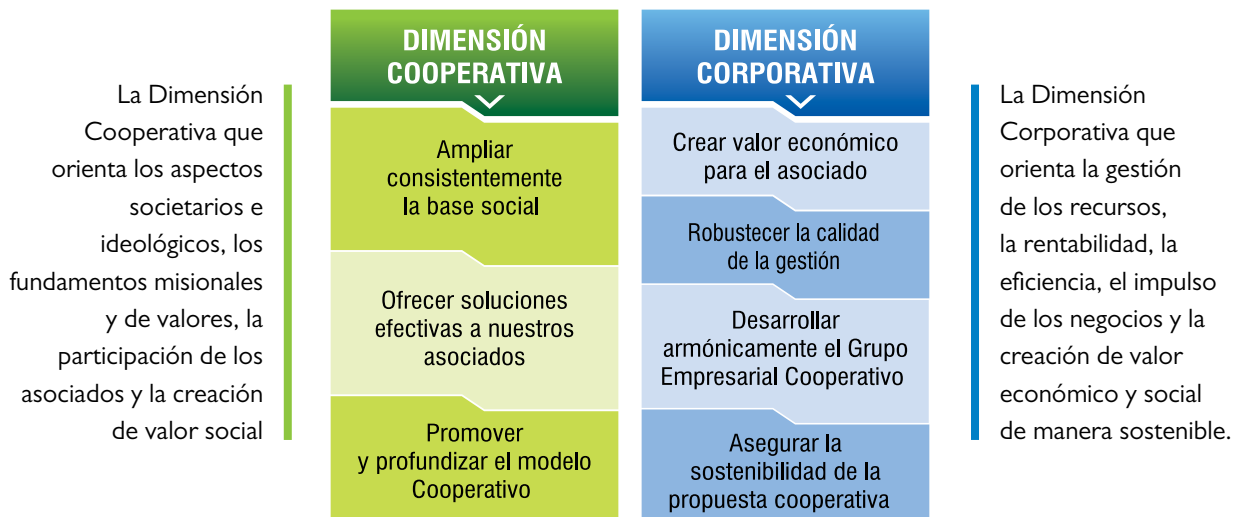 La Dimensión
Cooperativa que
orienta los aspectos
societarios e
ideológicos, los
fundamentos misionales
y de valores, la
participación de los
asociados y la creación
de valor social
DIMENSIÓN
COOPERATIVA
Ampliar
consistentemente
la base social
Ofrecer soluciones
efectivas a nuestros
asociados
Promover
y profundizar el modelo
Cooperativo
DIMENSIÓN
CORPORATIVA
Crear valor económico
para el asociado
Robustecer la calidad
de la gestión
Desarrollar
armónicamente el Grupo
Empresarial Cooperativo
Asegurar la
sostenibilidad de la
propuesta cooperativa
La Dimensión
Corporativa que
orienta la gestión
de los recursos,
la rentabilidad, la
eficiencia, el impulso
de los negocios y la
creación de valor
económico y social
de manera sostenible.